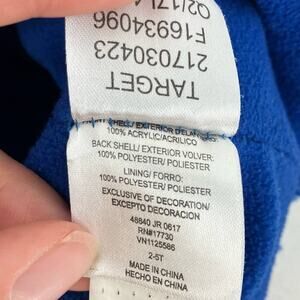 TARGET
217030423
F16934096
SHELL/ EXTERIOR
100% ACRYLIC/ACRILICO
BACK SHELL/ EXTERIOR VOLVER:
100% POLYESTER/ POLIESTER
LINING/ FORRO:
100% POLYESTER/ POLIESTER
EXCLUSIVE OF DECORATION/
EXCEPTO DECORACION
48840 JR 0617
RN#17730
VN1125586
2-5T
MADE IN CHINA
HECHO EN CHINA